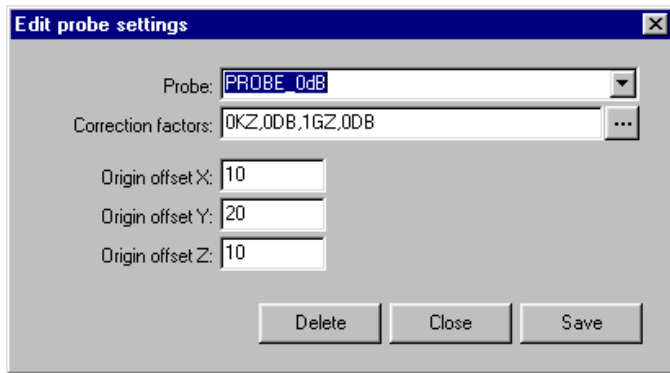 Edit probe settings
Probe: PROBE_0dB
Correction factors: 0KZ,0DB,1GZ,0DB ...
Origin offset X: 10
Origin offset Y: 20
Origin offset Z: 10
Delete Close Save